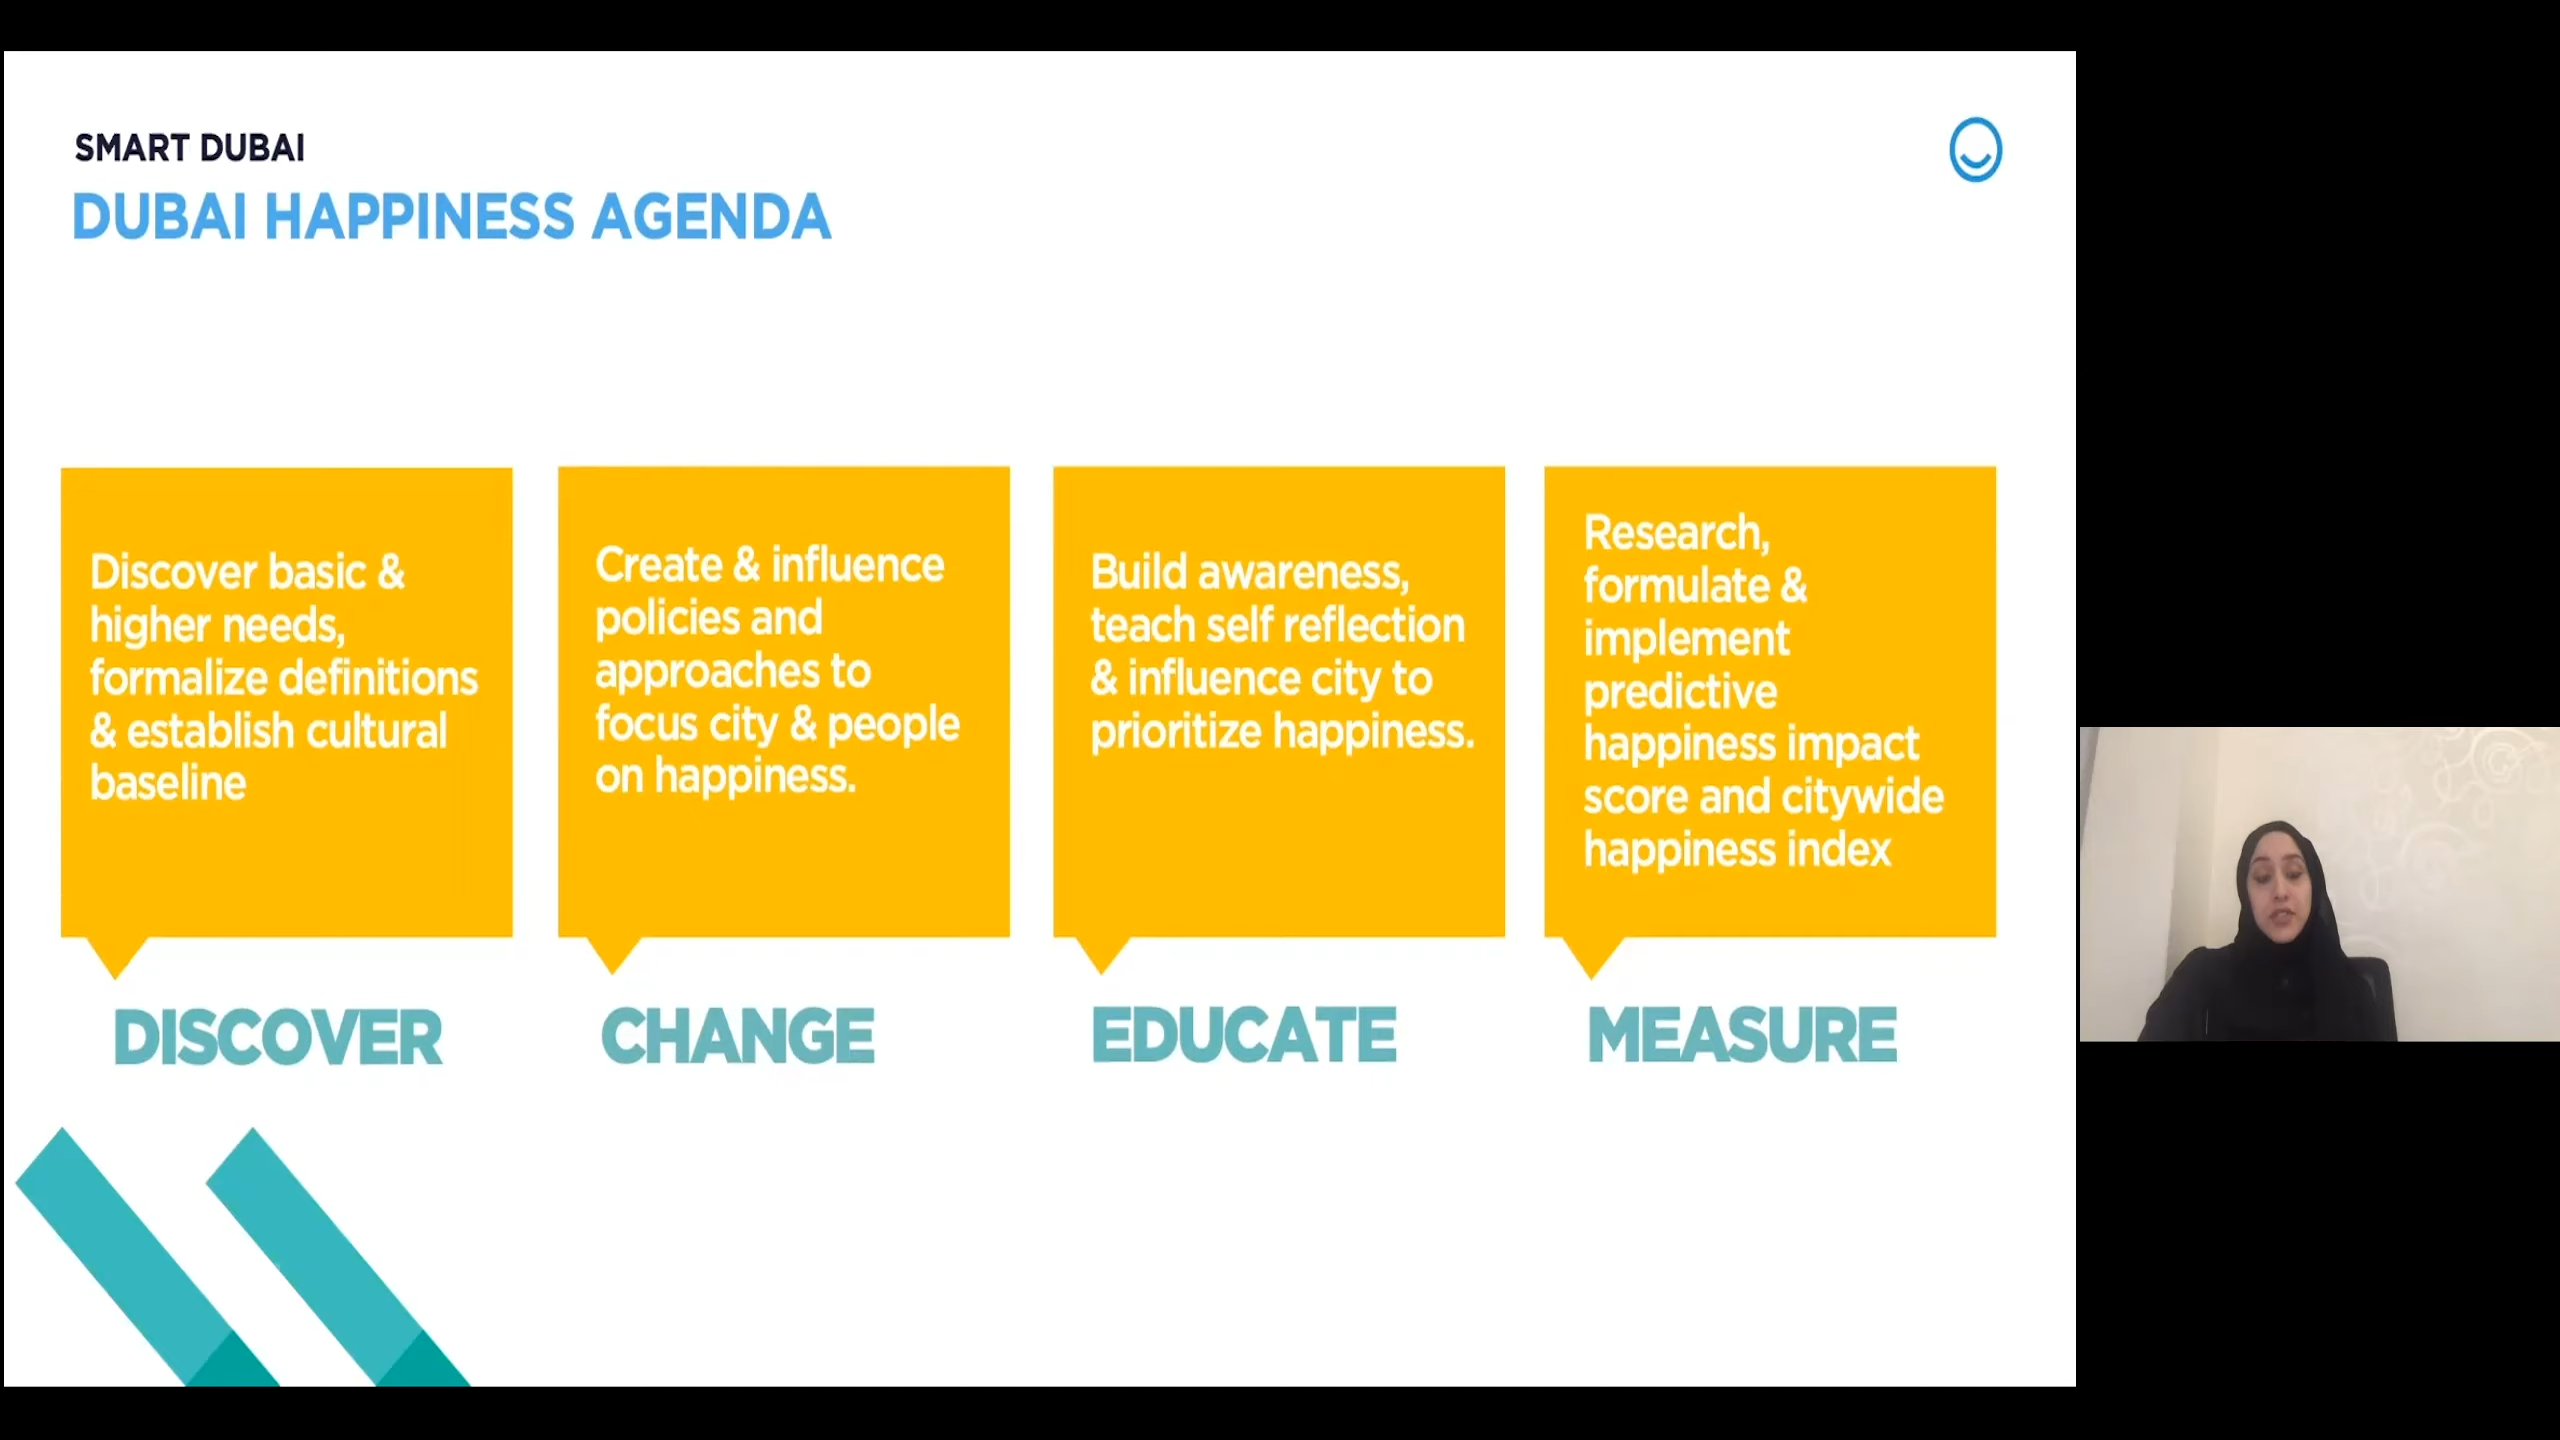 SMART DUBAI
DUBAI HAPPINESS AGENDA
Discover basic &
higher needs,
formalize definitions
& establish cultural
baseline
DISCOVER
Create & influence
policies and
approaches to
focus city & people
on happiness.
CHANGE
Build awareness,
teach self reflection
& influence city to
prioritize happiness.
EDUCATE
Research,
formulate &
implement
predictive
happiness impact
score and citywide
happiness index
MEASURE